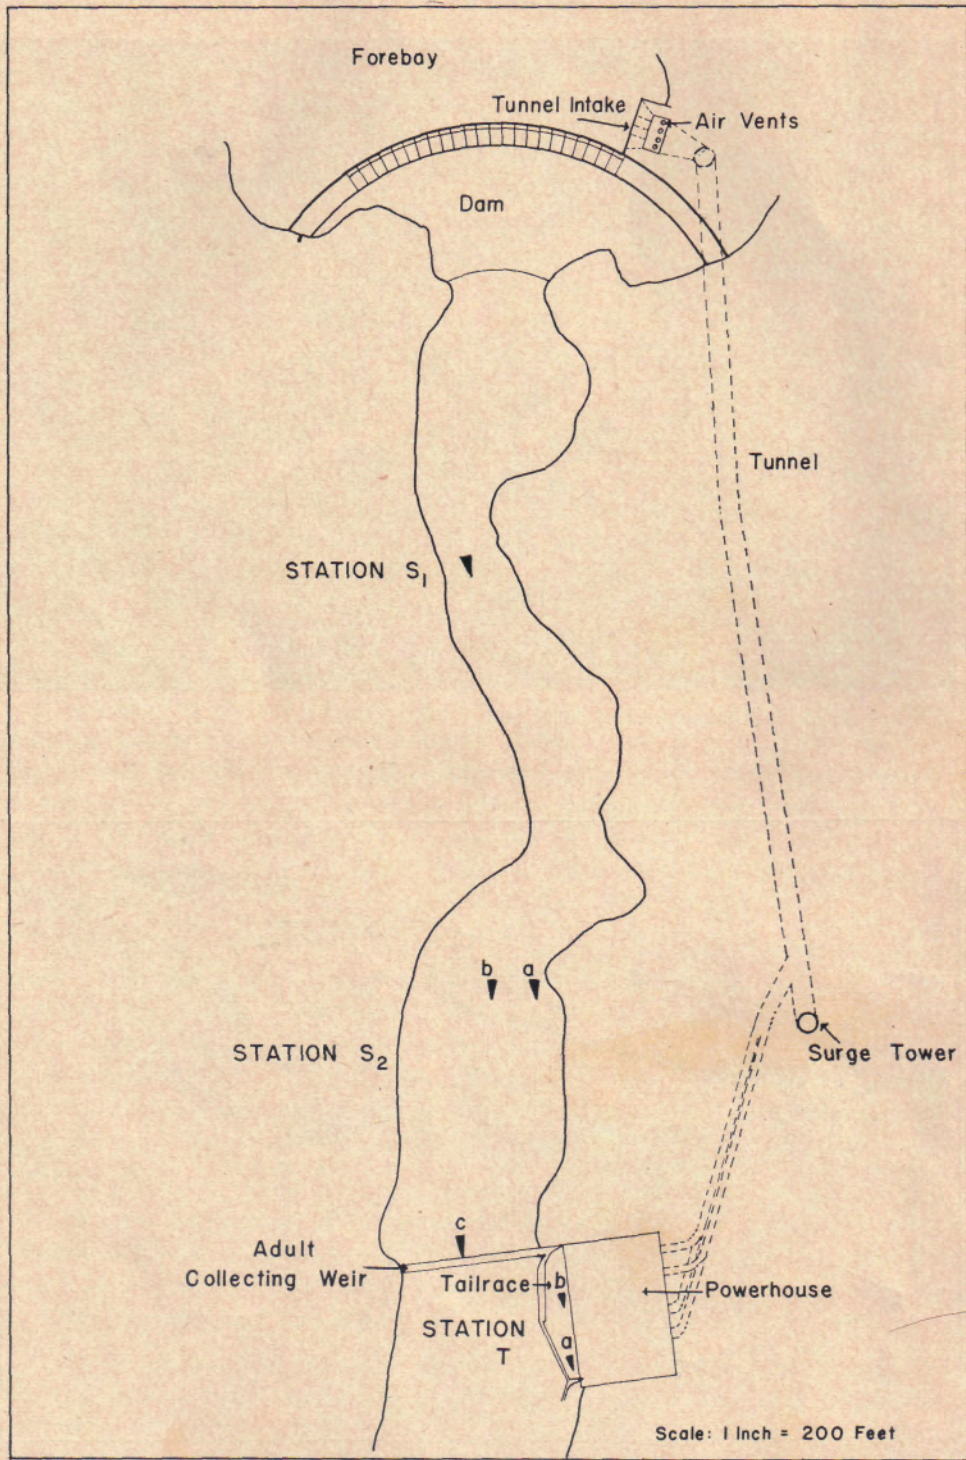 Forebay
Tunnel Intake
Air Vents
Dam
Tunnel
STATION S₁
b a
STATION S₂
Surge Tower
c
Adult
Collecting Weir
Tailrace
b
Powerhouse
STATION
T
a
Scale: 1 Inch = 200 Feet